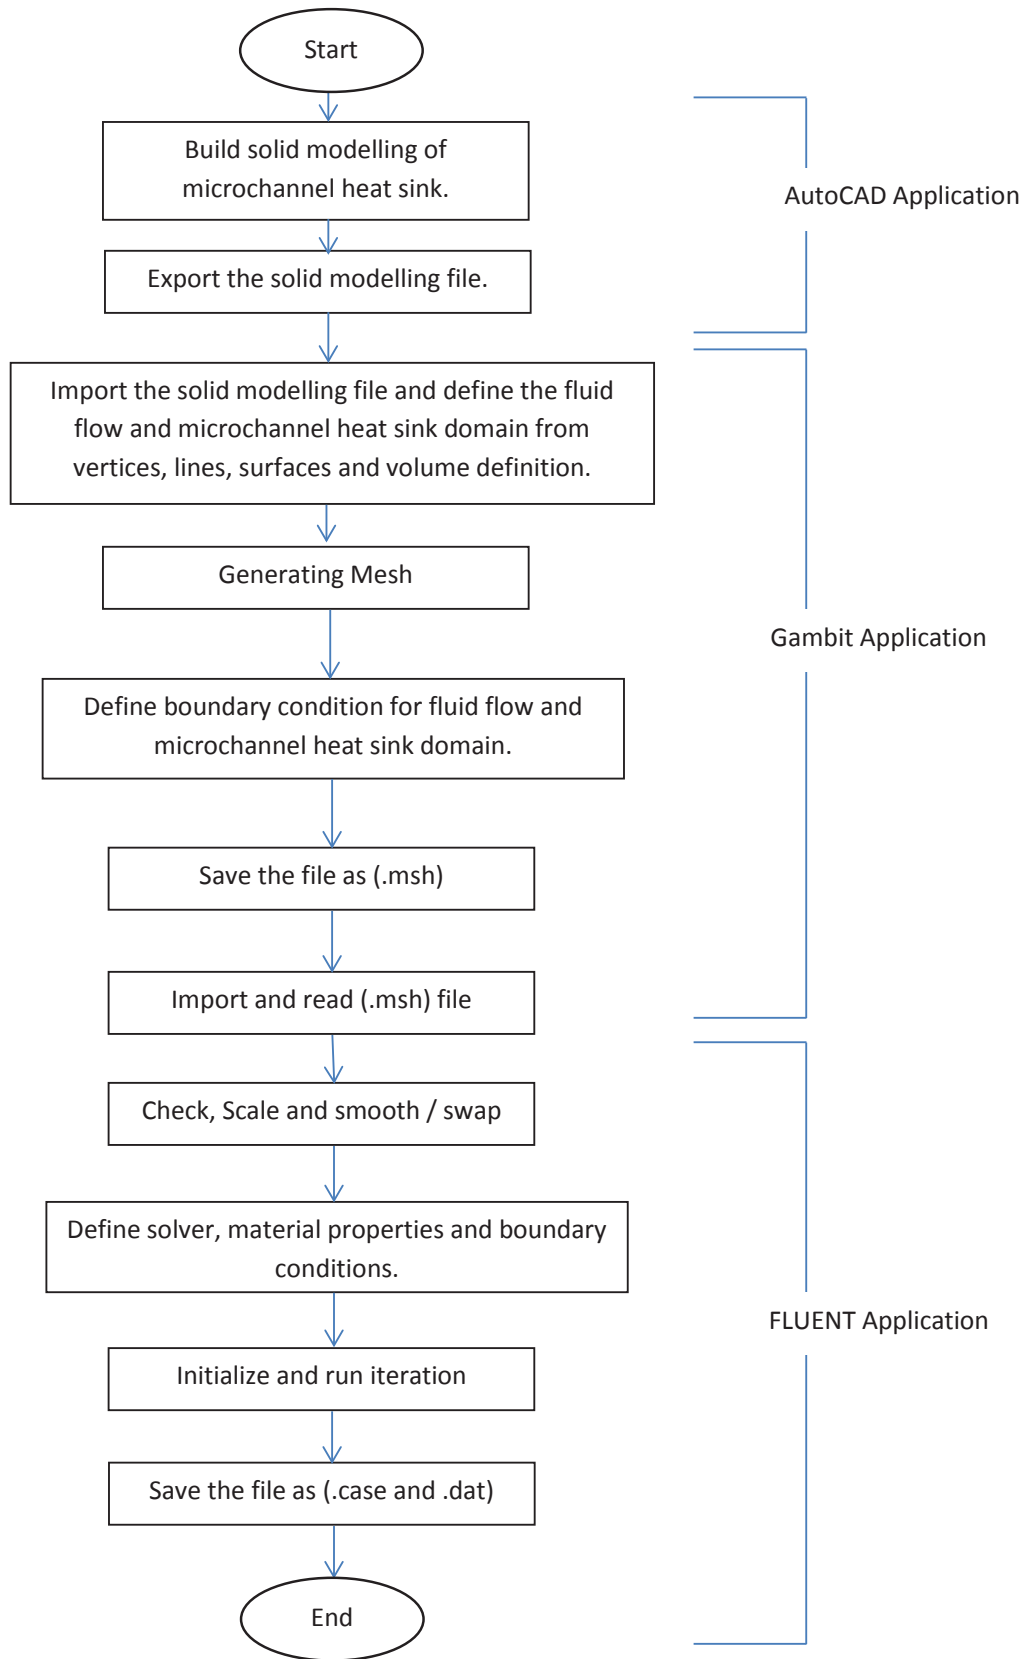 Start
Build solid modelling of
microchannel heat sink.
AutoCAD Application
Export the solid modelling file.
Import the solid modelling file and define the fluid
flow and microchannel heat sink domain from
vertices, lines, surfaces and volume definition.
Generating Mesh
Gambit Application
Define boundary condition for fluid flow and
microchannel heat sink domain.
Save the file as (.msh)
Import and read (.msh) file
Check, Scale and smooth / swap
Define solver, material properties and boundary
conditions.
FLUENT Application
Initialize and run iteration
Save the file as (.case and .dat)
End